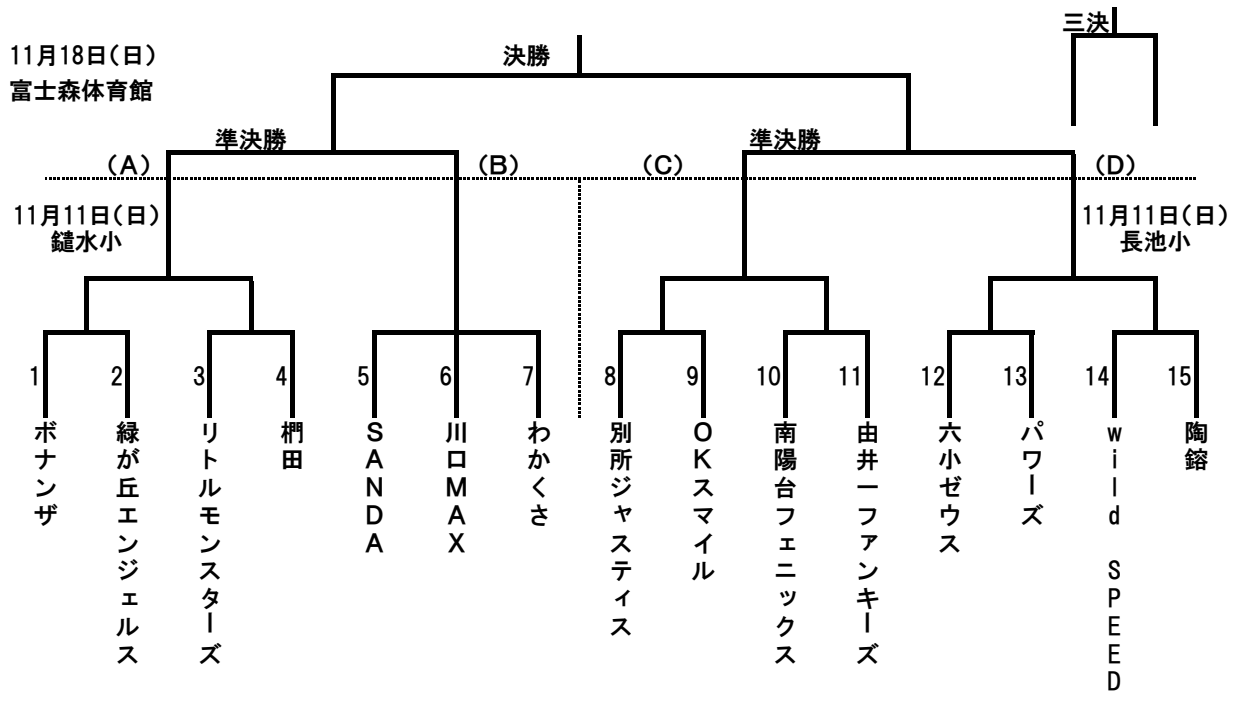 三決
11月18日(日)
決勝
富士森体育館
準決勝
準決勝
(A)
(B)
(C)
(D)
11月11日(日)
鑓水小
11月11日(日)
長池小
1
2
3
4
5
6
7
8
9
10
11
12
13
14
15
ボナンザ
緑が丘エンジェルス
リトルモンスターズ
椚田
SANDA
川口MAX
わかくさ
別所ジャスティス
OKスマイル
南陽台フェニックス
由井一ファンキーズ
六小ゼウス
パワーズ
wild SPEED
陶鎔